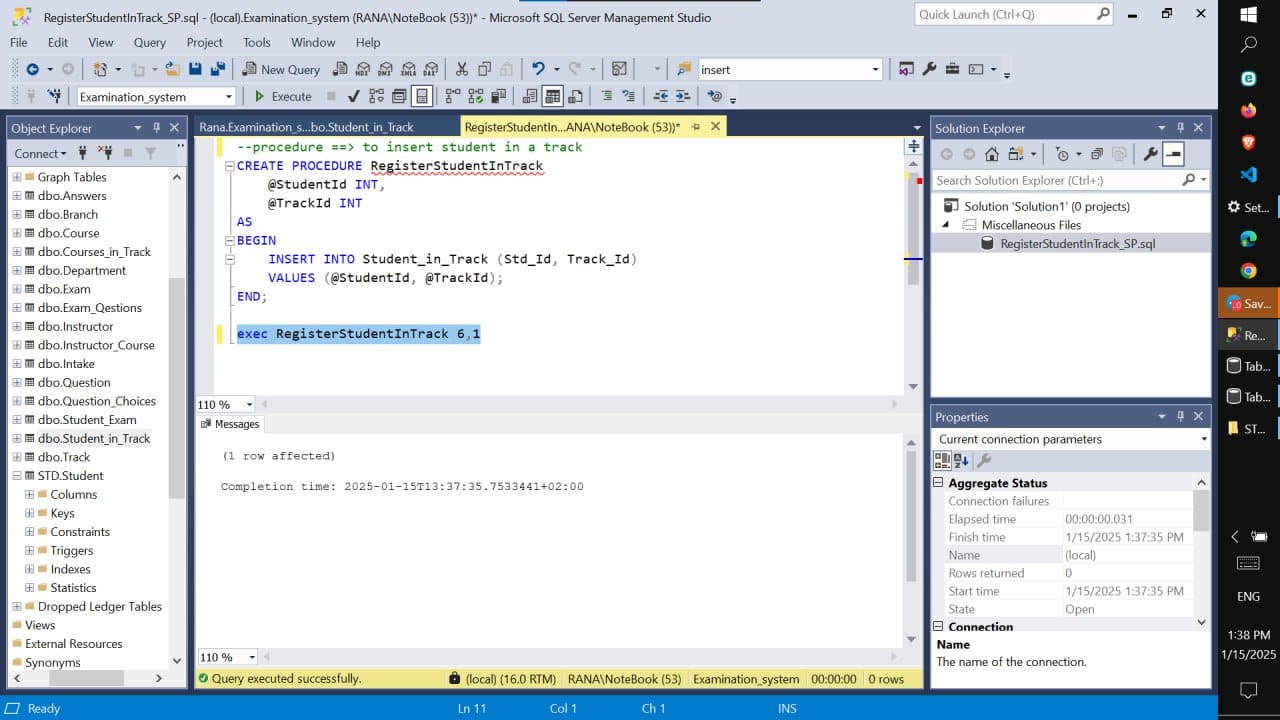 RegisterStudentInTrack_SP.sql - (local).Examination_system (RANA\NoteBook (53))* - Microsoft SQL Server Management Studio
Quick Launch (Ctrl+Q)
File Edit View Query Project Tools Window Help
New Query
MDX DMX XMLA DAX
insert
Examination_system
Execute
Object Explorer
Connect
Graph Tables
dbo.Answers
dbo.Branch
dbo.Course
dbo.Courses_in_Track
dbo.Department
dbo.Exam
dbo.Exam_Qestions
dbo.Instructor
dbo.Instructor_Course
dbo.Intake
dbo.Question
dbo.Question_Choices
dbo.Student_Exam
dbo.Student_in_Track
dbo.Track
STD.Student
Columns
Keys
Constraints
Triggers
Indexes
Statistics
Dropped Ledger Tables
Views
External Resources
Synonyms
Rana.Examination_s...bo.Student_in_Track
RegisterStudentIn...ANA\NoteBook (53))*
--procedure ==> to insert student in a track
CREATE PROCEDURE RegisterStudentInTrack
@StudentId INT,
@TrackId INT
AS
BEGIN
INSERT INTO Student_in_Track (Std_Id, Track_Id)
VALUES (@StudentId, @TrackId);
END;
exec RegisterStudentInTrack 6,1
110 %
Messages
(1 row affected)
Completion time: 2025-01-15T13:37:35.7533441+02:00
110 %
Query executed successfully.
(local) (16.0 RTM)
RANA\NoteBook (53)
Examination_system
00:00:00
0 rows
Solution Explorer
Search Solution Explorer (Ctrl+;)
Solution 'Solution1' (0 projects)
Miscellaneous Files
RegisterStudentInTrack_SP.sql
Properties
Current connection parameters
Aggregate Status
Connection failures
Elapsed time 00:00:00.031
Finish time 1/15/2025 1:37:35 PM
Name (local)
Rows returned 0
Start time 1/15/2025 1:37:35 PM
State Open
Connection
Name
The name of the connection.
Ready
Ln 11
Col 1
Ch 1
INS
Set...
Sav...
Re...
Tab...
Tab...
ST...
ENG
1:38 PM
1/15/2025